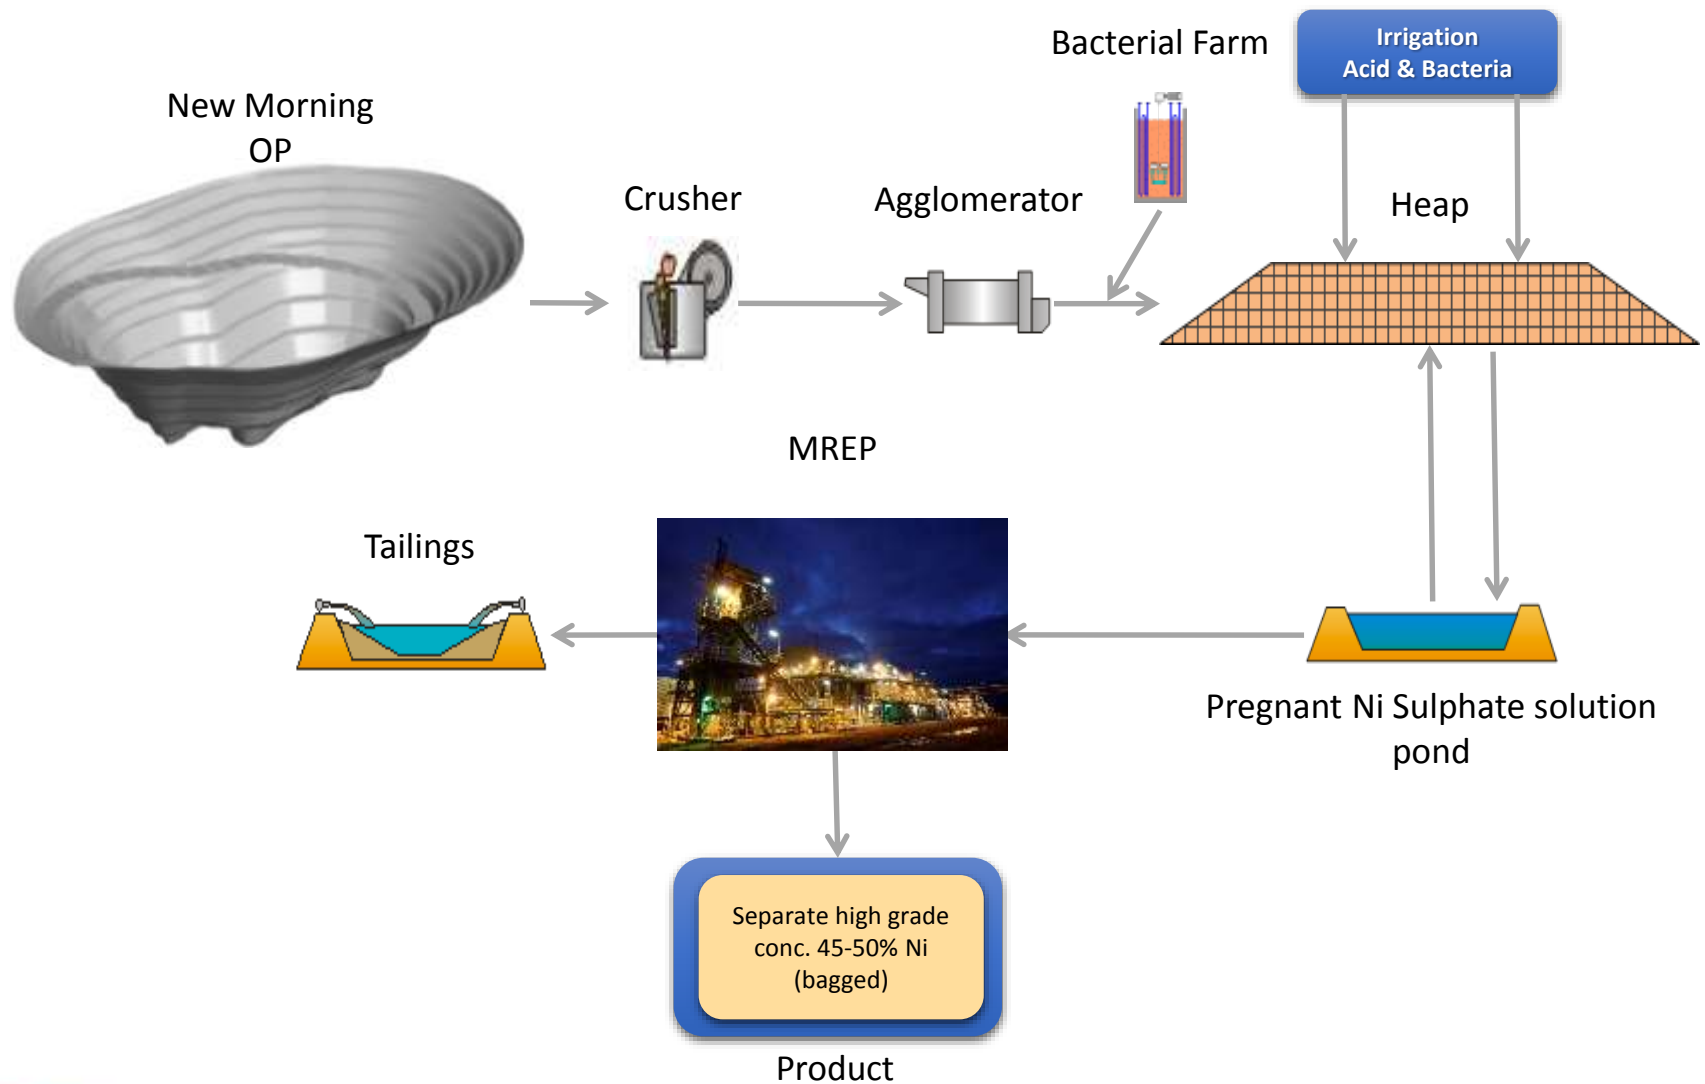 Bacterial Farm
Irrigation
Acid & Bacteria
New Morning
OP
Crusher
Agglomerator
Heap
MREP
Tailings
Pregnant Ni Sulphate solution
pond
Separate high grade
conc. 45-50% Ni
(bagged)
Product